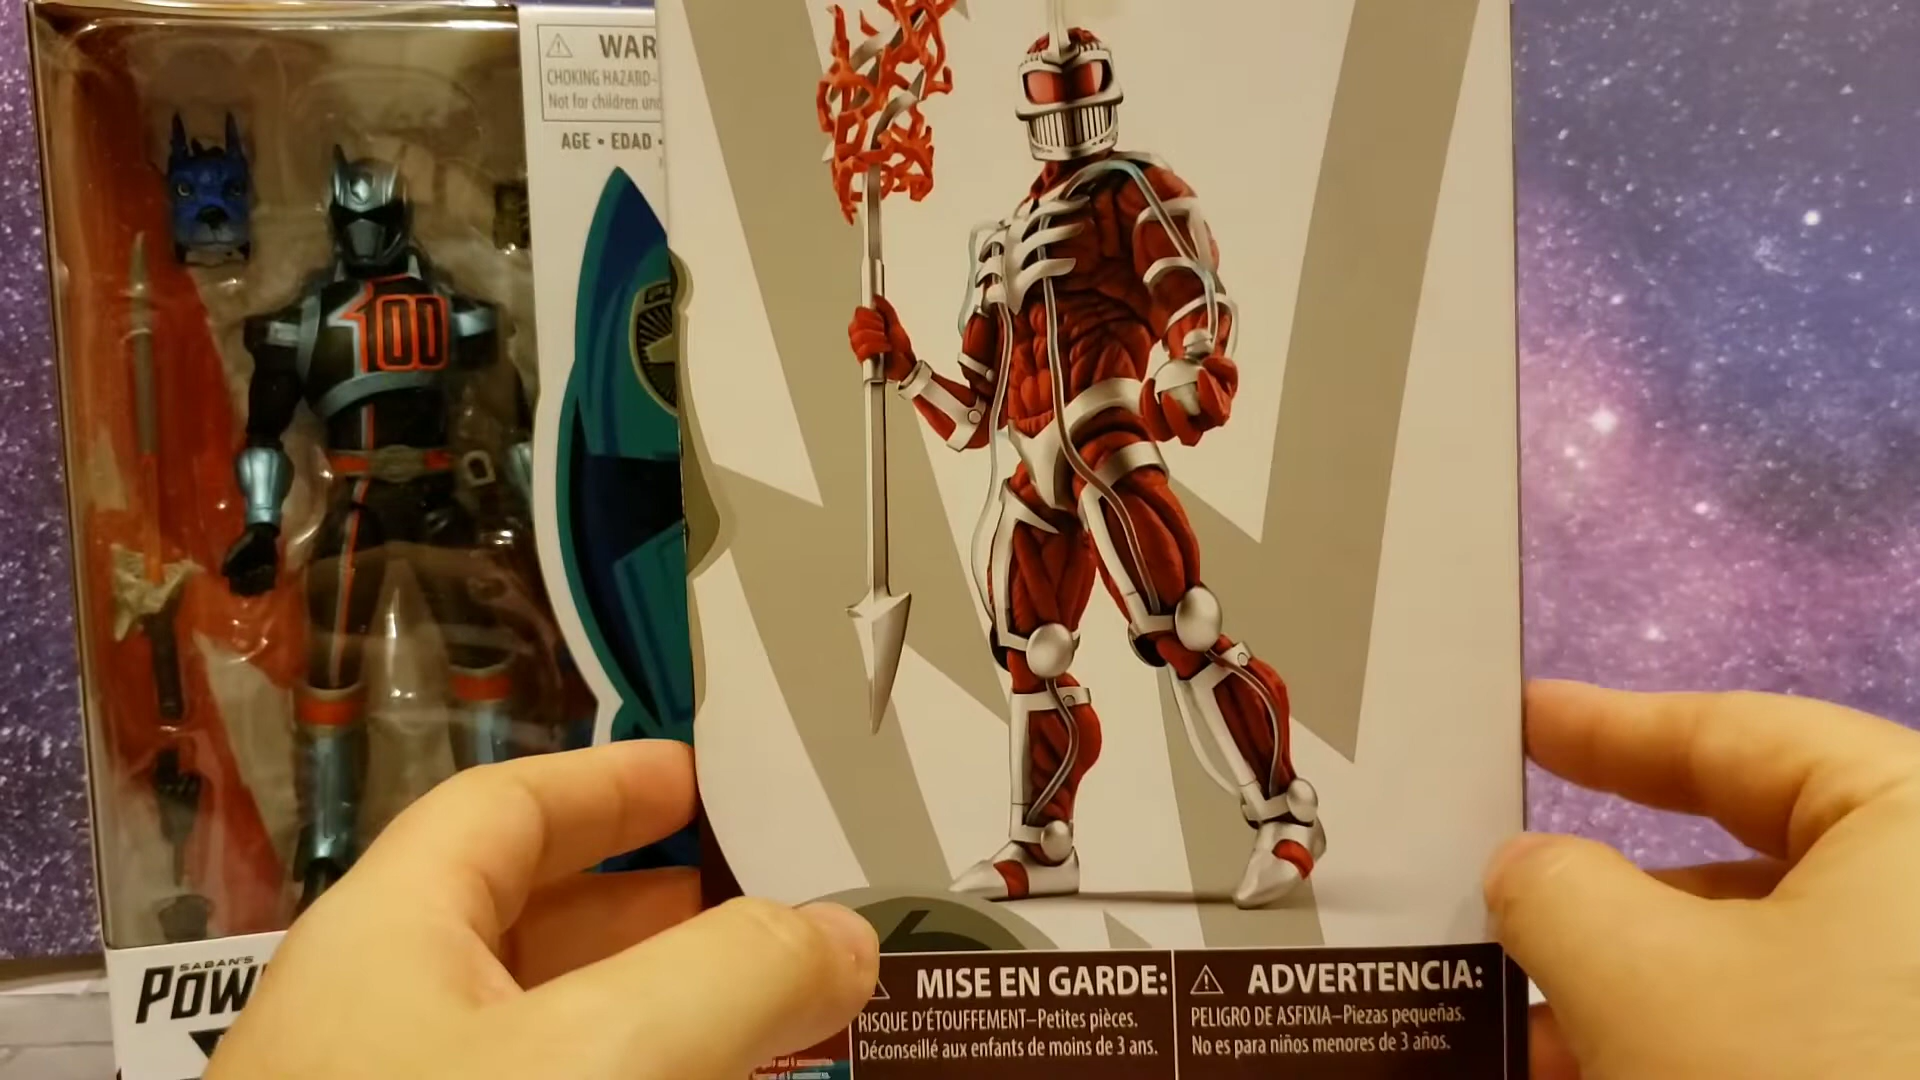 WAR
CHOKING HAZARD–
Not for children un
AGE • EDAD •
100
SABAN'S
POW
MISE EN GARDE:
RISQUE D'ÉTOUFFEMENT–Petites pièces.
Déconseillé aux enfants de moins de 3 ans.
ADVERTENCIA:
PELIGRO DE ASFIXIA–Piezas pequeñas.
No es para niños menores de 3 años.